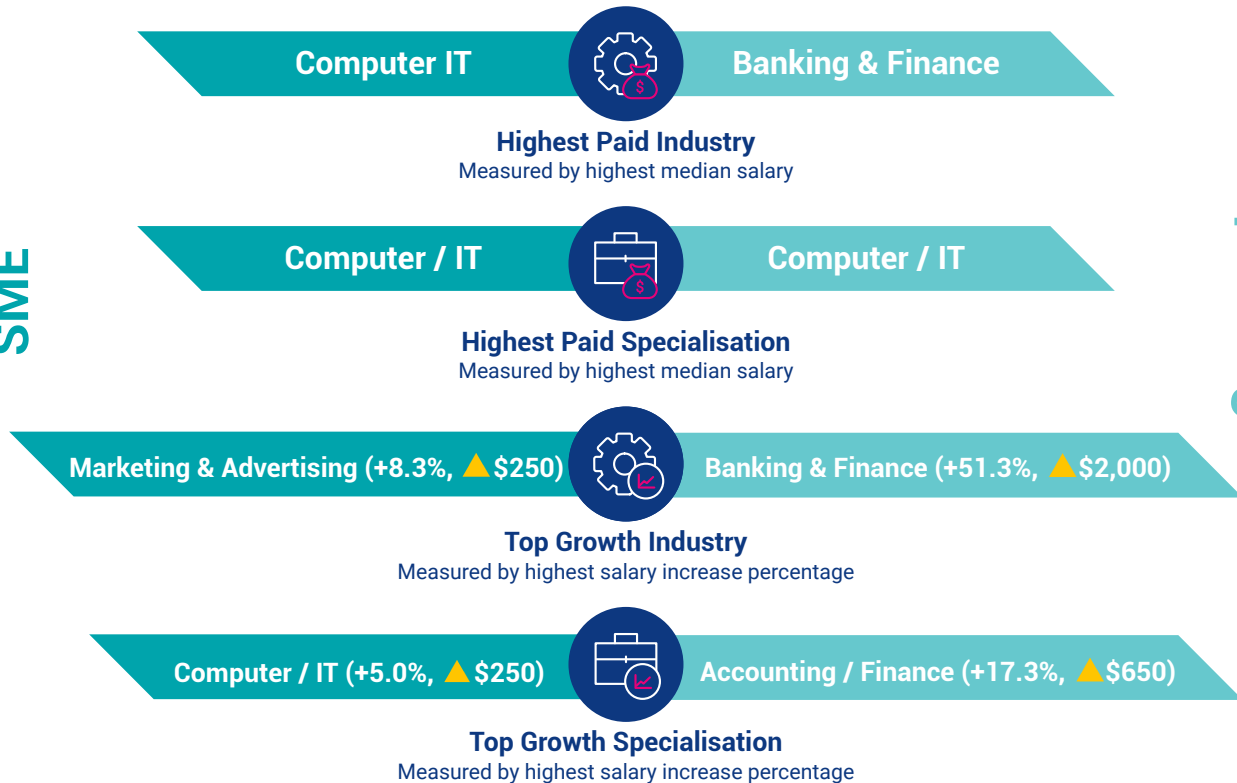 Computer IT
Banking & Finance
$
Highest Paid Industry
Measured by highest median salary
SME
Computer / IT
Computer / IT
$
Highest Paid Specialisation
Measured by highest median salary
Marketing & Advertising (+8.3%, ▲$250)
Banking & Finance (+51.3%, ▲$2,000)
Top Growth Industry
Measured by highest salary increase percentage
Computer / IT (+5.0%, ▲$250)
Accounting / Finance (+17.3%, ▲$650)
Top Growth Specialisation
Measured by highest salary increase percentage